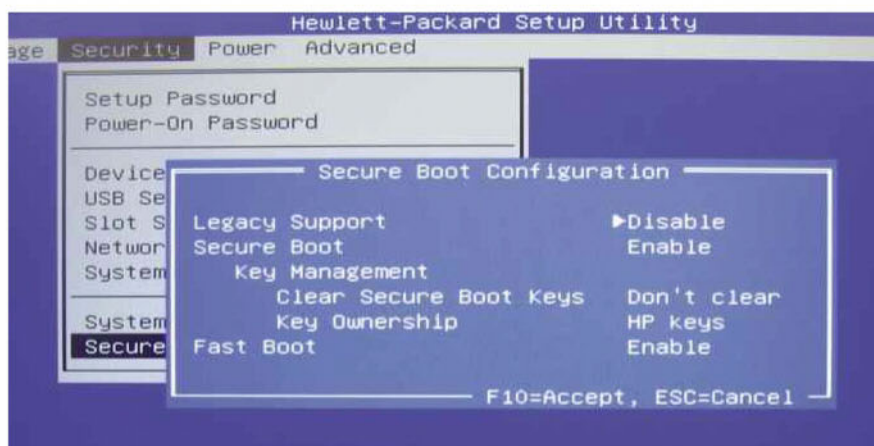 Hewlett-Packard Setup Utility
age Security Power Advanced
Setup Password
Power-On Password
Device
USB Se
Slot S
Networ
System
System
Secure
Secure Boot Configuration
Legacy Support ▶Disable
Secure Boot Enable
Key Management
Clear Secure Boot Keys Don't clear
Key Ownership HP keys
Fast Boot Enable
F10=Accept, ESC=Cancel